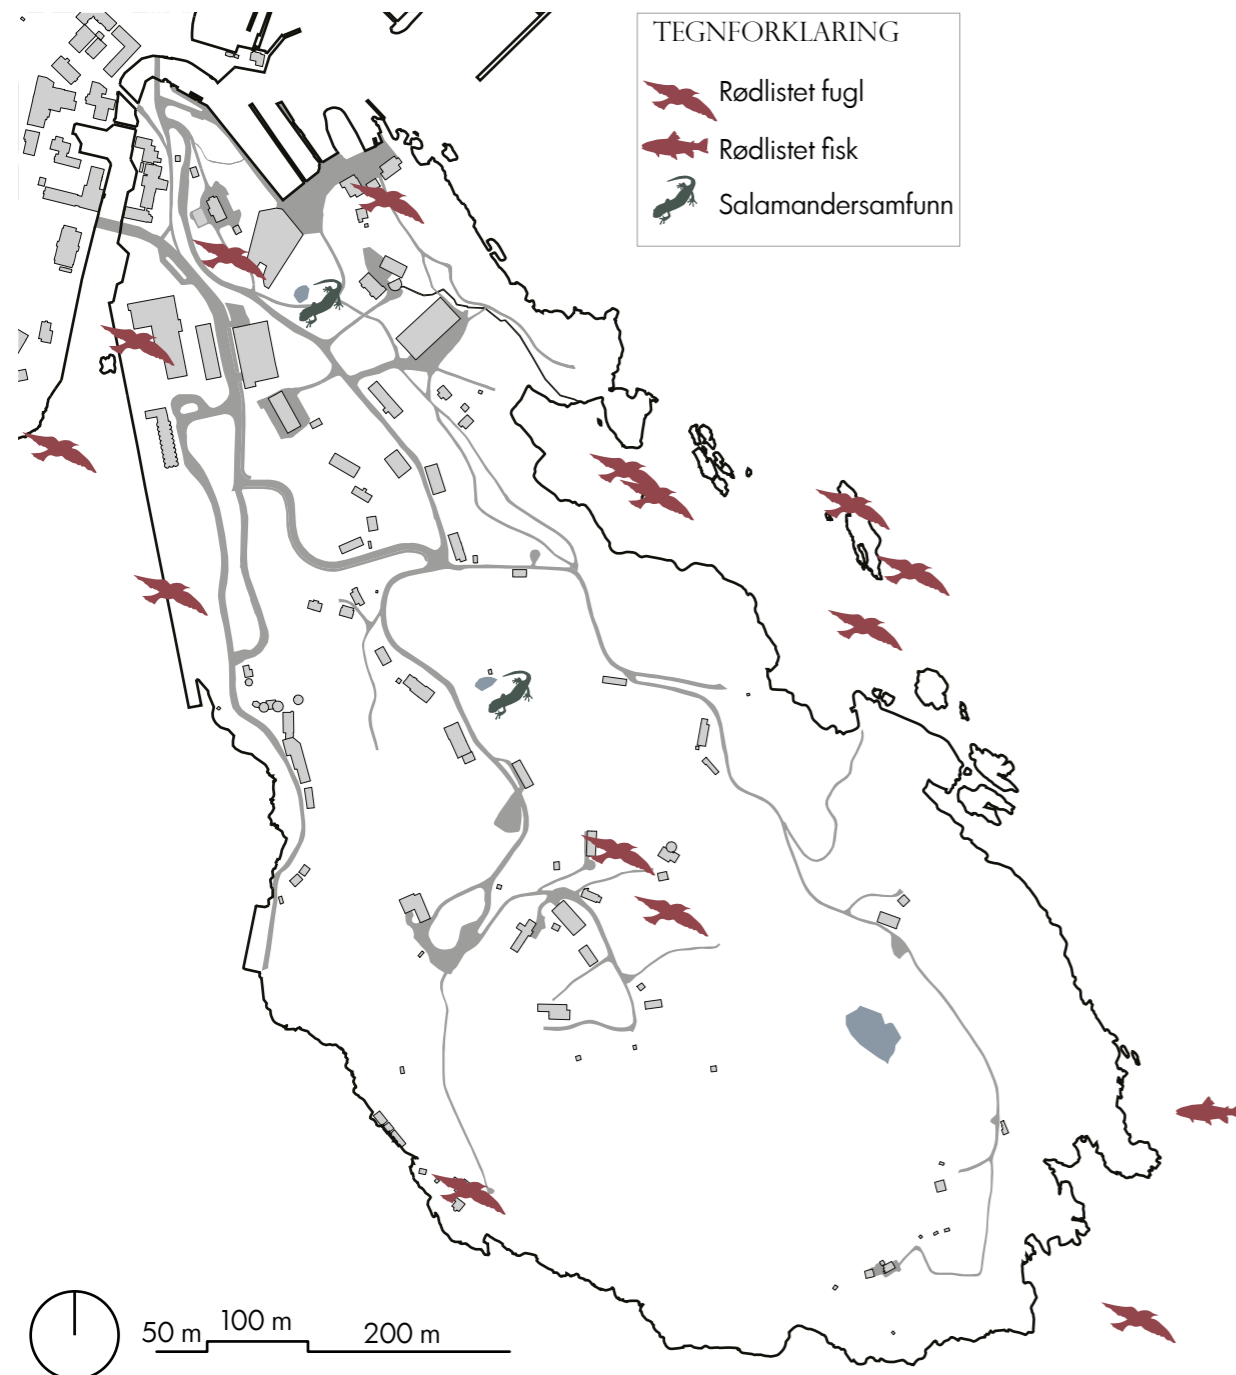 TEGNFORKLARING
Rødlistet fugl
Rødlistet fisk
Salamandersamfunn
50 m
100 m
200 m